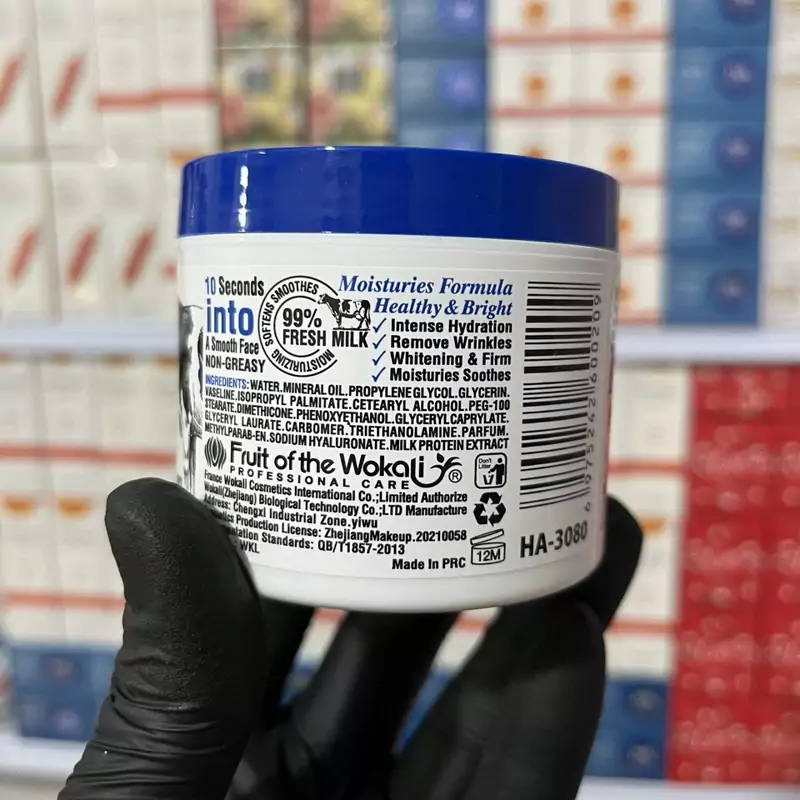 10 Seconds
into
A Smooth Face
NON-GREASY
SOFTENS SMOOTHES
MOISTURIZING
99%
FRESH MILK
Moisturies Formula
Healthy & Bright
✓ Intense Hydration
✓ Remove Wrinkles
✓ Whitening & Firm
✓ Moisturies Soothes
INGREDIENTS: WATER.MINERAL OIL.PROPYLENE GLYCOL.GLYCERIN.
VASELINE.ISOPROPYL PALMITATE.CETEARYL ALCOHOL.PEG-100
STEARATE.DIMETHICONE.PHENOXYETHANOL.GLYCERYL CAPRYLATE.
GLYCERYL LAURATE.CARBOMER.TRIETHANOLAMINE.PARFUM.
METHYLPARAB-EN.SODIUM HYALURONATE.MILK PROTEIN EXTRACT
Fruit of the Wokali ®
PROFESSIONAL CARE
France Wokali Cosmetics International Co.;Limited Authorize
Wokali(Zhejiang) Biological Technology Co.;LTD Manufacture
Address: Chengxi Industrial Zone.yiwu
Production License: ZhejiangMakeup.20210058
Standards: QB/T1857-2013
WKL
Made In PRC
Don't
Litter
12M
6 975242 600209
HA-3080